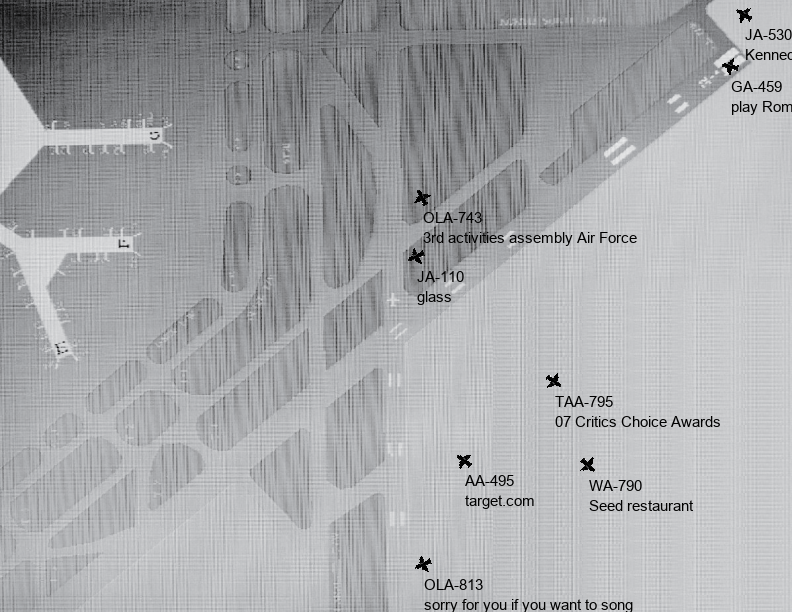 JA-530
Kennec
GA-459
play Rom
G
OLA-743
3rd activities assembly Air Force
F
JA-110
glass
TAA-795
07 Critics Choice Awards
AA-495
target.com
WA-790
Seed restaurant
OLA-813
sorry for you if you want to song